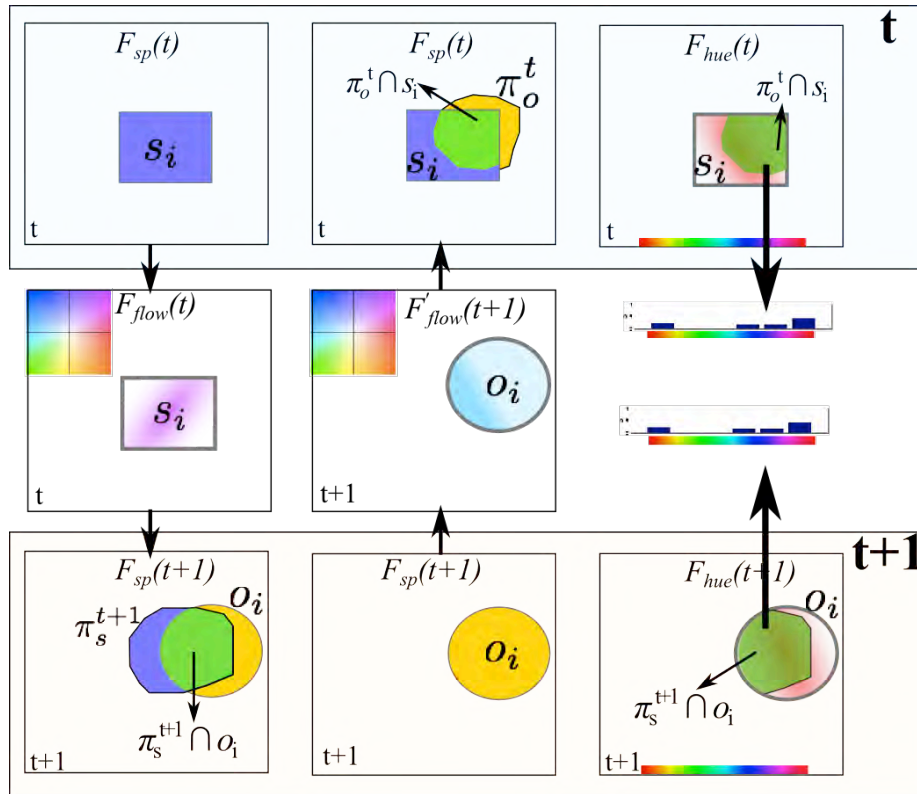 t
F_sp(t)
s_i
t
F_sp(t)
π_o^t ∩ s_i
π_o^t
s_i
t
F_hue(t)
π_o^t ∩ s_i
s_i
t
F_flow(t)
s_i
t
F'_flow(t+1)
o_i
t+1
t+1
F_sp(t+1)
π_s^{t+1}
o_i
π_s^{t+1} ∩ o_i
t+1
F_sp(t+1)
o_i
t+1
F_hue(t+1)
o_i
π_s^{t+1} ∩ o_i
t+1